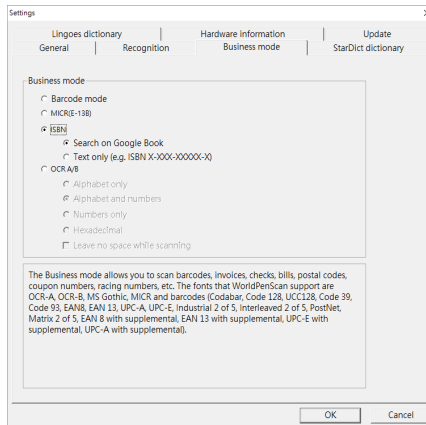 Settings
Lingoes dictionary
Hardware information
Update
General
Recognition
Business mode
StarDict dictionary
Business mode
Barcode mode
MICR(E-13B)
ISBN
Search on Google Book
Text only (e.g. ISBN X-XXX-XXXXX-X)
OCR A/B
Alphabet only
Alphabet and numbers
Numbers only
Hexadecimal
Leave no space while scanning
The Business mode allows you to scan barcodes, invoices, checks, bills, postal codes,
coupon numbers, racing numbers, etc. The fonts that WorldPenScan support are
OCR-A, OCR-B, MS Gothic, MICR and barcodes (Codabar, Code 128, UCC128, Code 39,
Code 93, EAN8, EAN 13, UPC-A, UPC-E, Industrial 2 of 5, Interleaved 2 of 5, PostNet,
Matrix 2 of 5, EAN 8 with supplemental, EAN 13 with supplemental, UPC-E with
supplemental, UPC-A with supplemental).
OK
Cancel